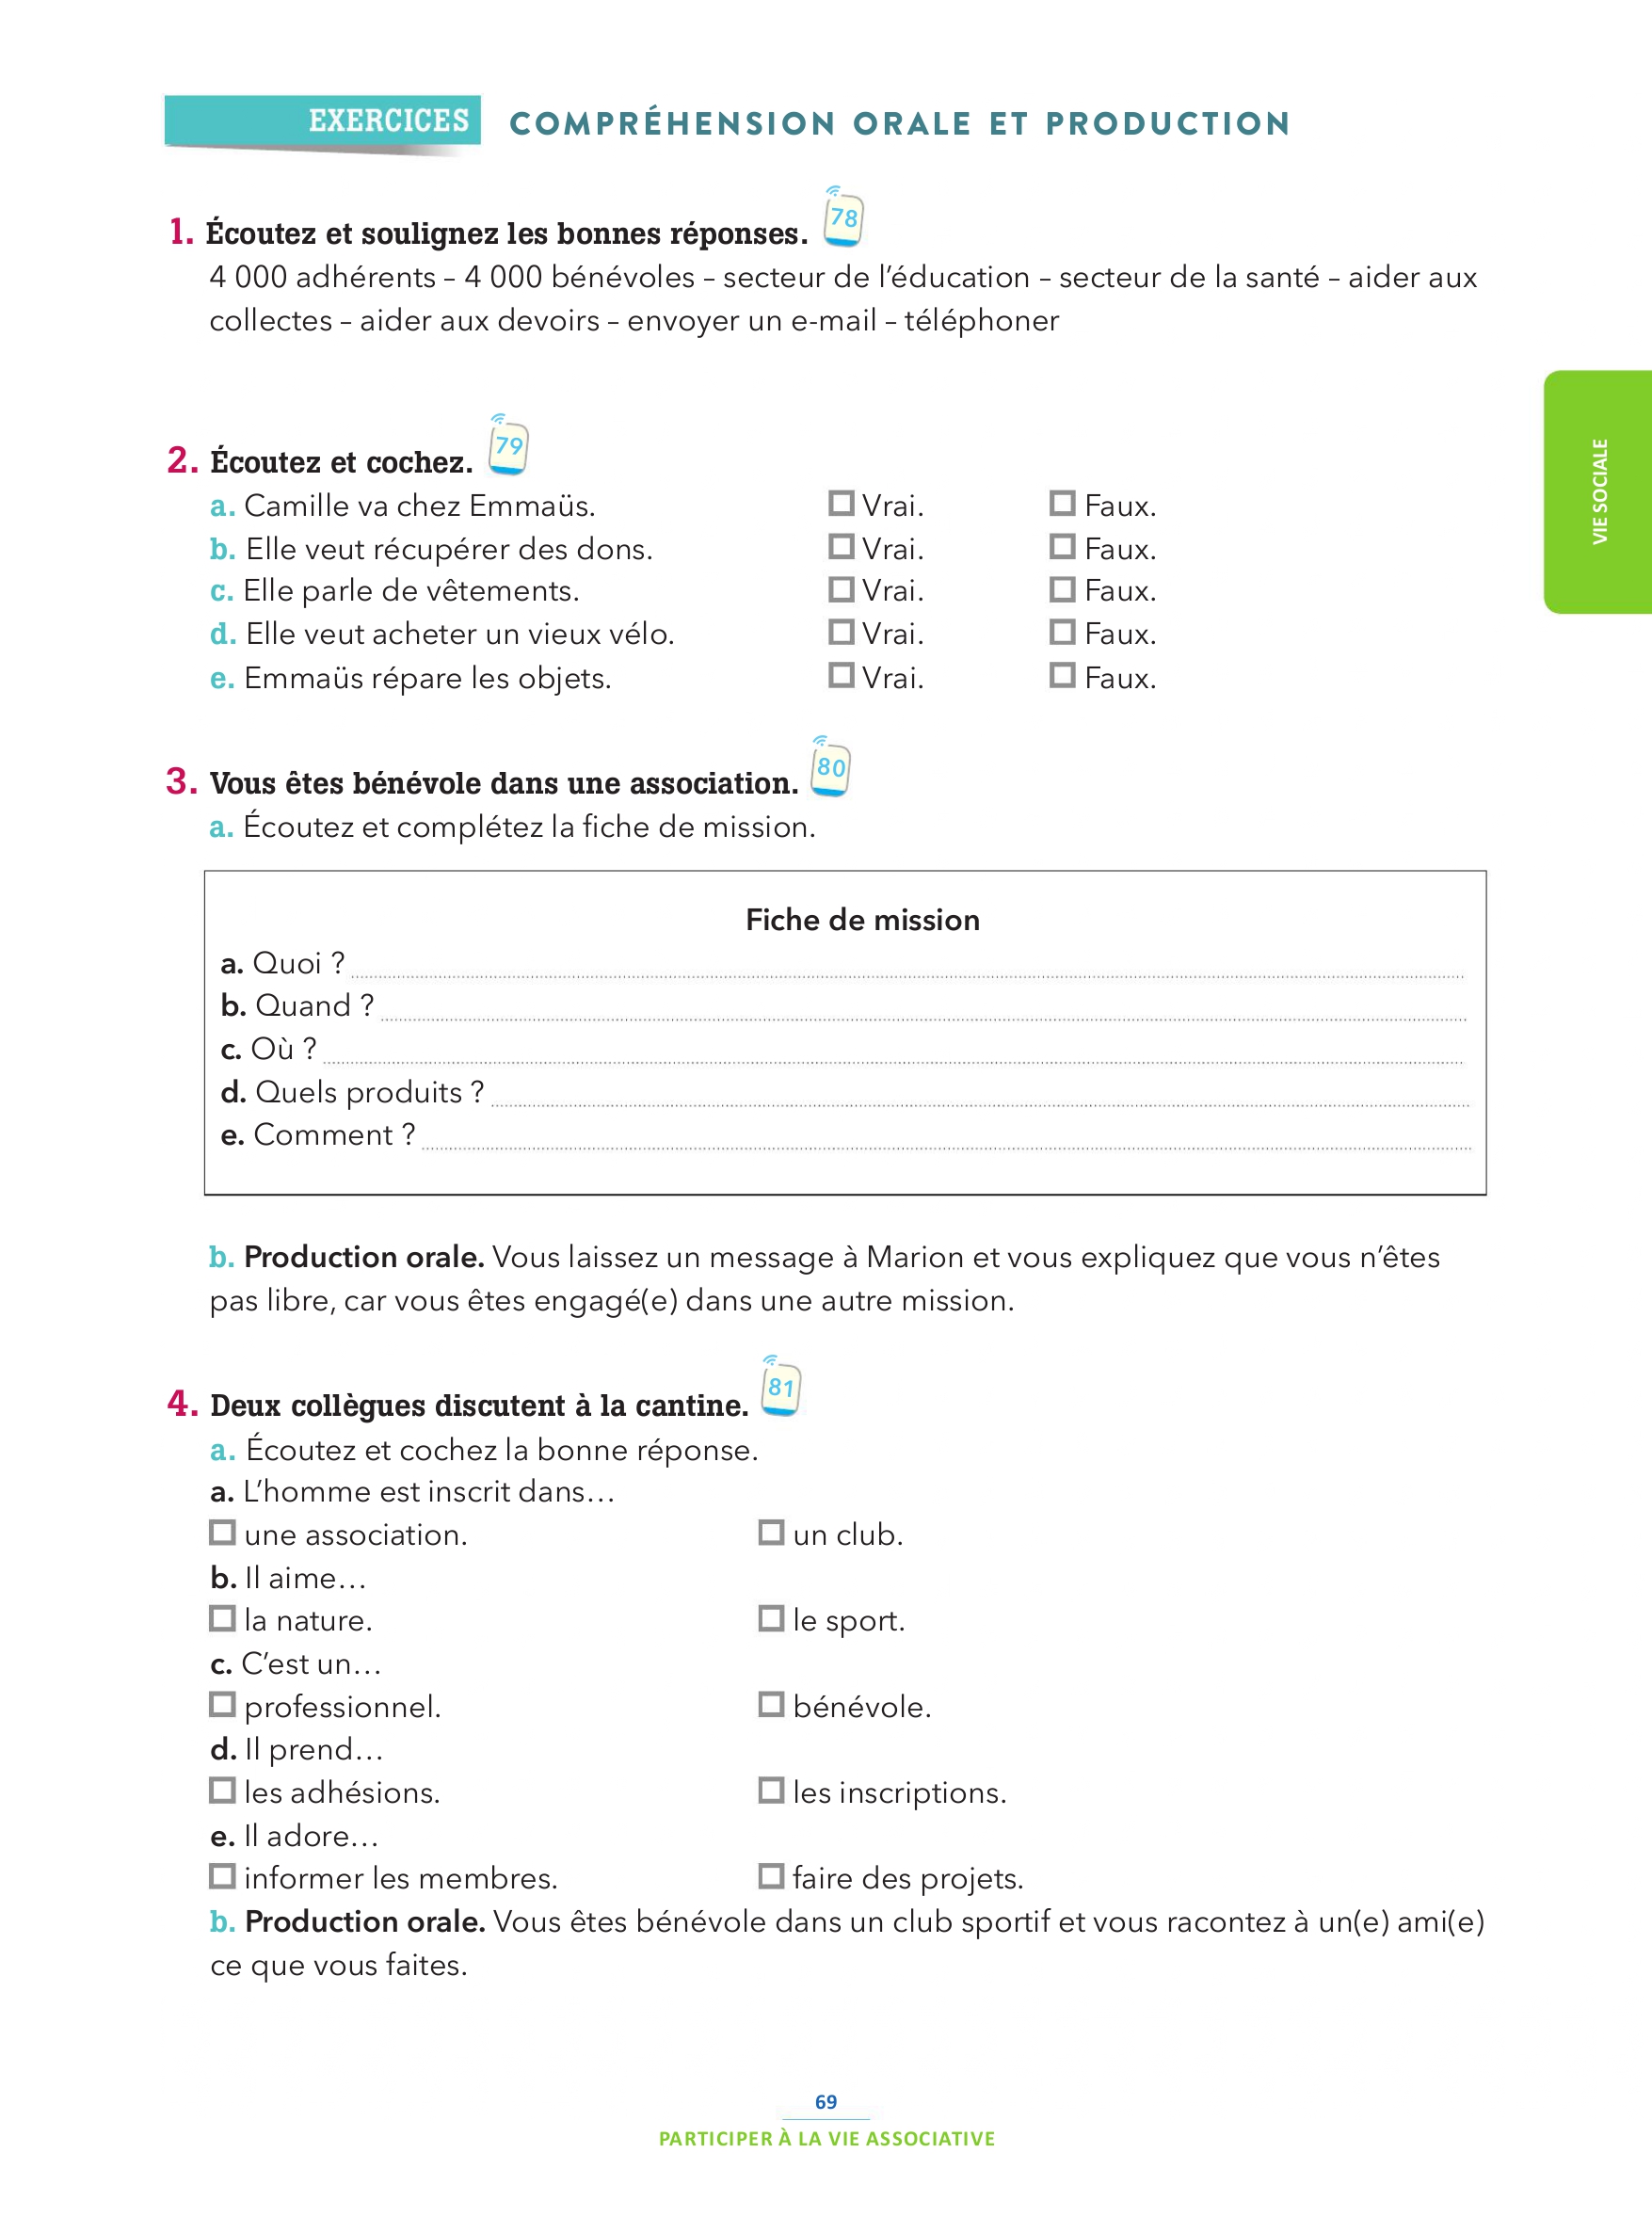 EXERCICES COMPRÉHENSION ORALE ET PRODUCTION
1. Écoutez et soulignez les bonnes réponses. 78
4 000 adhérents – 4 000 bénévoles – secteur de l’éducation – secteur de la santé – aider aux
collectes – aider aux devoirs – envoyer un e-mail – téléphoner
VIE SOCIALE
2. Écoutez et cochez. 79
a. Camille va chez Emmaüs. Vrai. Faux.
b. Elle veut récupérer des dons. Vrai. Faux.
c. Elle parle de vêtements. Vrai. Faux.
d. Elle veut acheter un vieux vélo. Vrai. Faux.
e. Emmaüs répare les objets. Vrai. Faux.
3. Vous êtes bénévole dans une association. 80
a. Écoutez et complétez la fiche de mission.
Fiche de mission
a. Quoi ?
b. Quand ?
c. Où ?
d. Quels produits ?
e. Comment ?
b. Production orale. Vous laissez un message à Marion et vous expliquez que vous n’êtes
pas libre, car vous êtes engagé(e) dans une autre mission.
4. Deux collègues discutent à la cantine. 81
a. Écoutez et cochez la bonne réponse.
a. L’homme est inscrit dans…
une association. un club.
b. Il aime…
la nature. le sport.
c. C’est un…
professionnel. bénévole.
d. Il prend…
les adhésions. les inscriptions.
e. Il adore…
informer les membres. faire des projets.
b. Production orale. Vous êtes bénévole dans un club sportif et vous racontez à un(e) ami(e)
ce que vous faites.
69
PARTICIPER À LA VIE ASSOCIATIVE